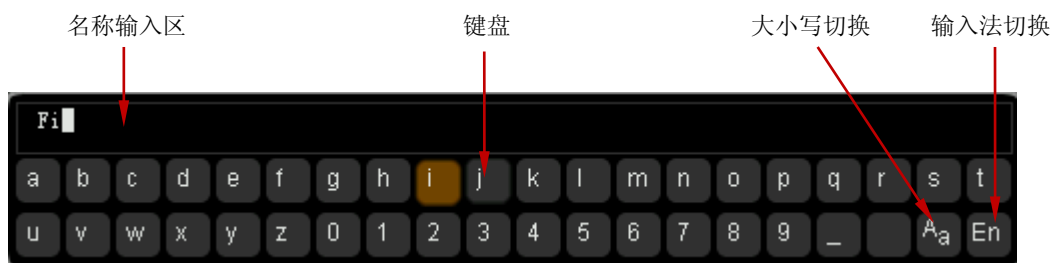 名称输入区 键盘 大小写切换 输入法切换
Fi
a b c d e f g h i j k l m n o p q r s t
u v w x y z 0 1 2 3 4 5 6 7 8 9 _ Aa En